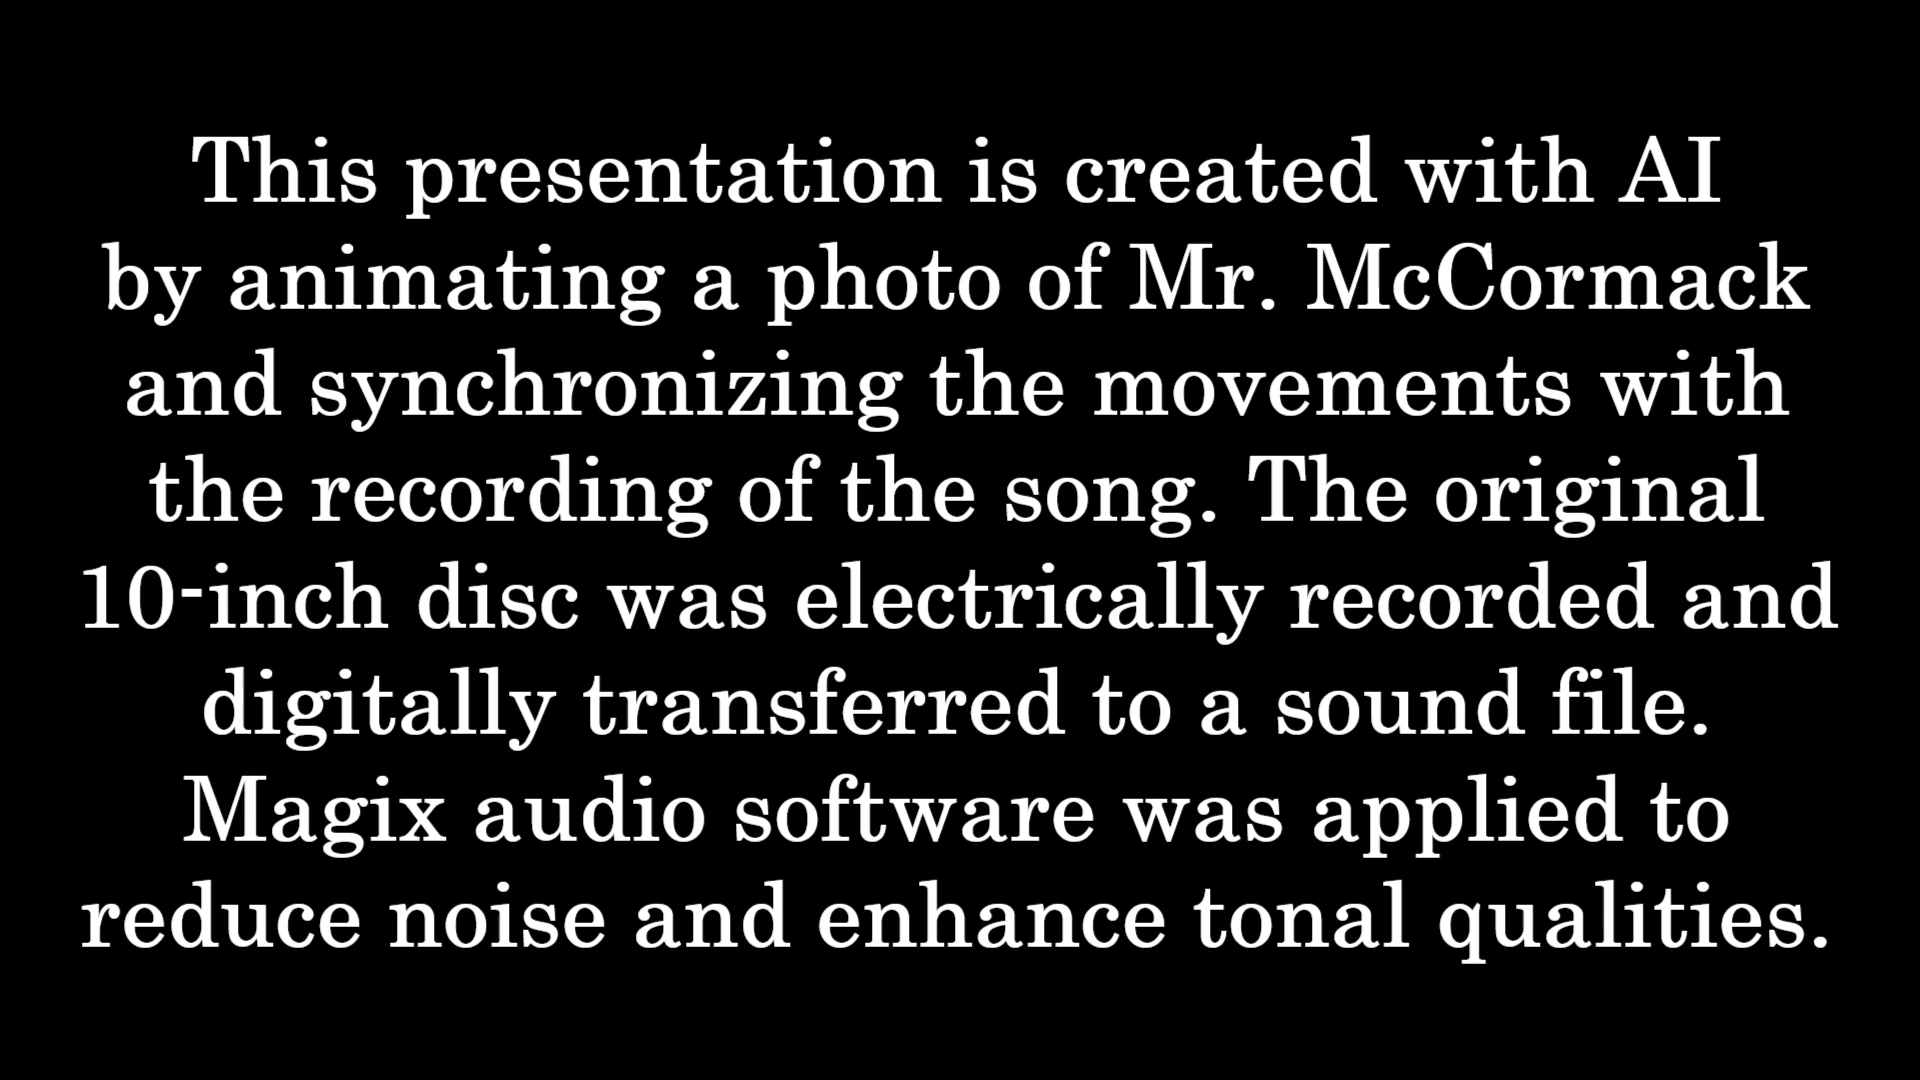 This presentation is created with AI
by animating a photo of Mr. McCormack
and synchronizing the movements with
the recording of the song. The original
10-inch disc was electrically recorded and
digitally transferred to a sound file.
Magix audio software was applied to
reduce noise and enhance tonal qualities.